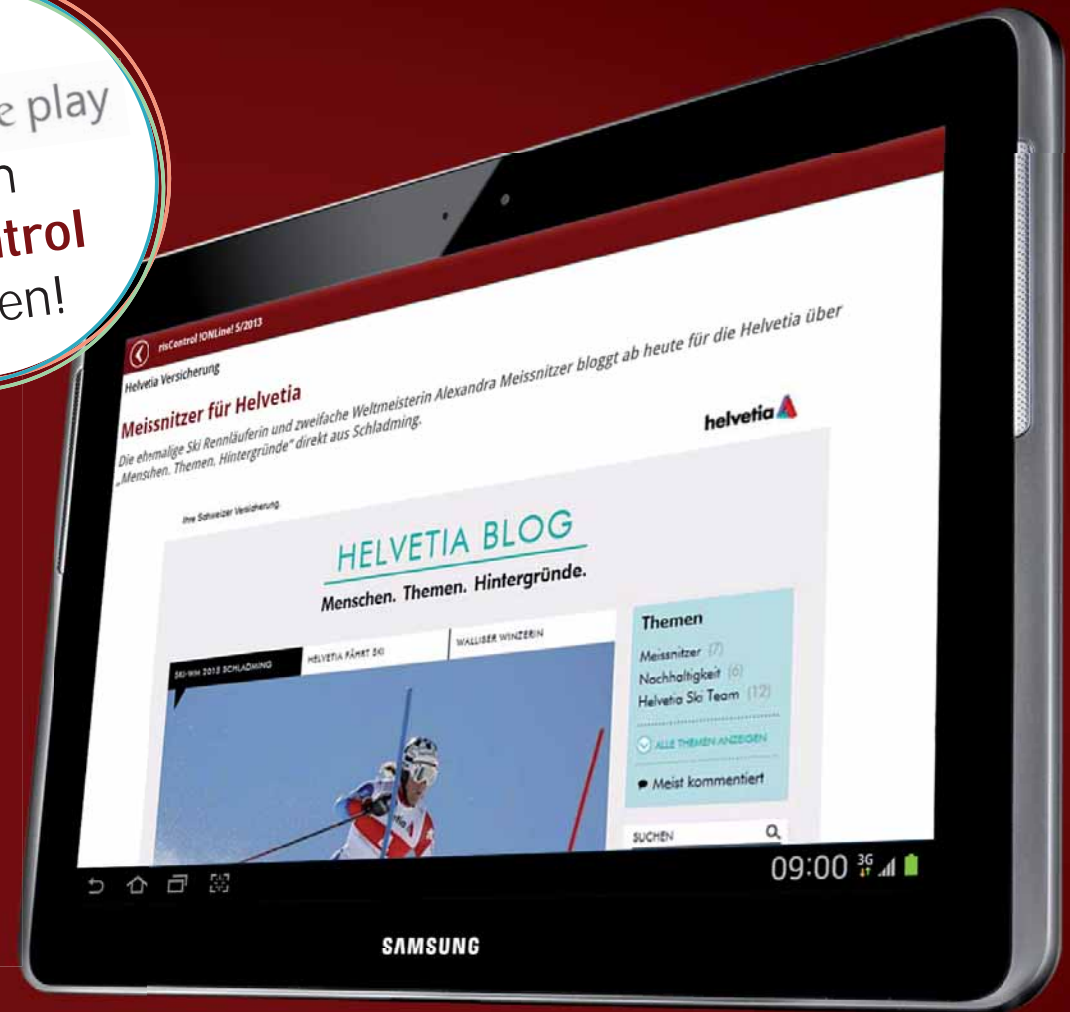 play
trol
en!
risControl !ONLine! 5/2013
Helvetia Versicherung
Meissnitzer für Helvetia
Die ehemalige Ski Rennläuferin und zweifache Weltmeisterin Alexandra Meissnitzer bloggt ab heute für die Helvetia über
„Menschen. Themen. Hintergründe“ direkt aus Schladming.
helvetia
Ihre Schweizer Versicherung.
HELVETIA BLOG
Menschen. Themen. Hintergründe.
SKI-WM 2013 SCHLADMING
HELVETIA FÄHRT SKI
WALLISER WINZERIN
Themen
Meissnitzer (7)
Nachhaltigkeit (6)
Helvetia Ski Team (12)
ALLE THEMEN ANZEIGEN
Meist kommentiert
SUCHEN
09:00 3G
SAMSUNG